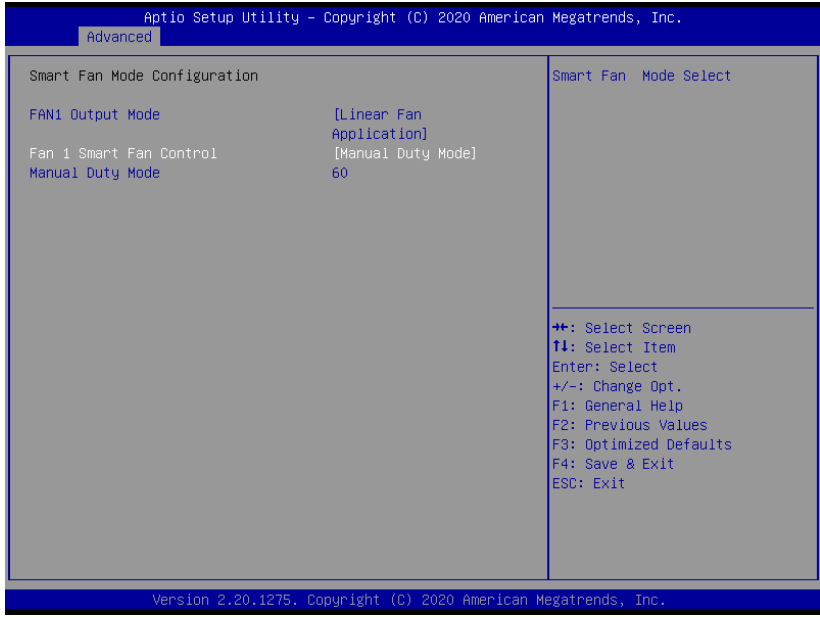 Aptio Setup Utility – Copyright (C) 2020 American Megatrends, Inc.
Advanced
Smart Fan Mode Configuration
FAN1 Output Mode [Linear Fan
Application]
Fan 1 Smart Fan Control [Manual Duty Mode]
Manual Duty Mode 60
Smart Fan Mode Select
→←: Select Screen
↑↓: Select Item
Enter: Select
+/-: Change Opt.
F1: General Help
F2: Previous Values
F3: Optimized Defaults
F4: Save & Exit
ESC: Exit
Version 2.20.1275. Copyright (C) 2020 American Megatrends, Inc.